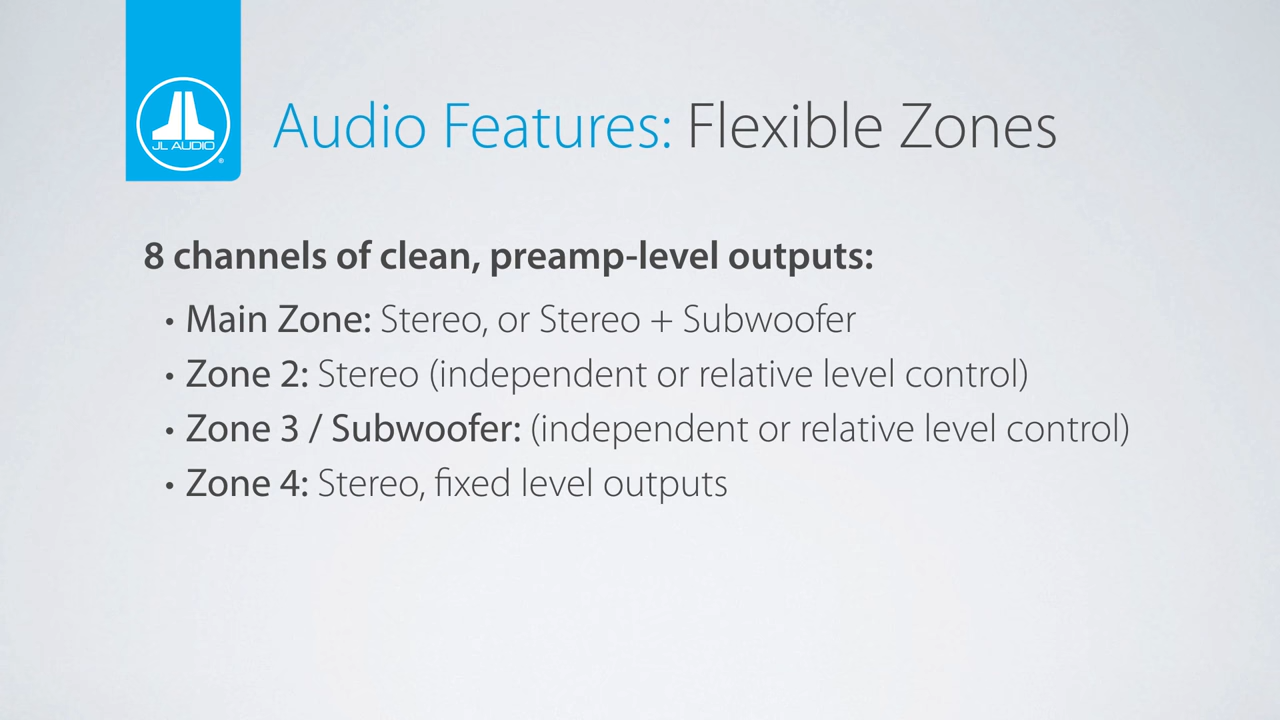 JL AUDIO
®
Audio Features: Flexible Zones
8 channels of clean, preamp-level outputs:
• Main Zone: Stereo, or Stereo + Subwoofer
• Zone 2: Stereo (independent or relative level control)
• Zone 3 / Subwoofer: (independent or relative level control)
• Zone 4: Stereo, fixed level outputs